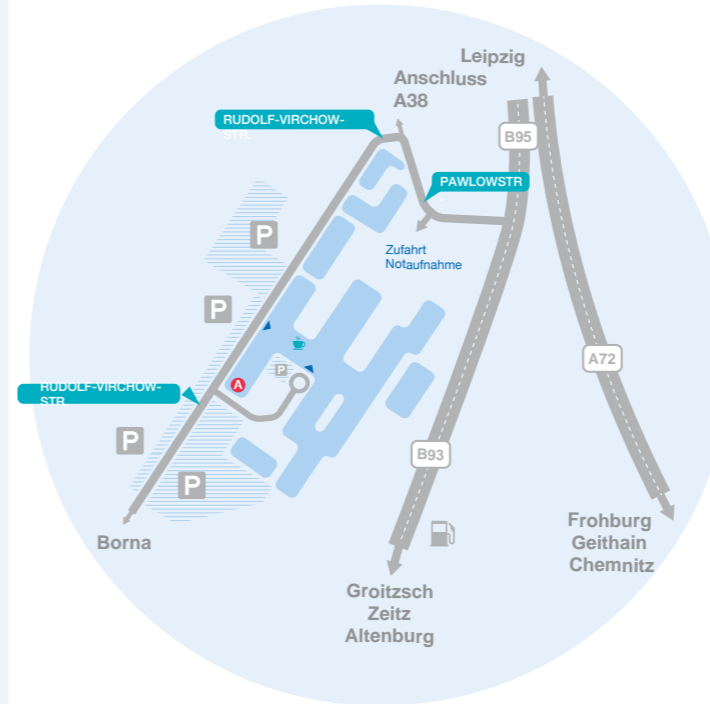 Leipzig
Anschluss
A38
RUDOLF-VIRCHOW-
STR.
B95
PAWLOWSTR
.
P
Zufahrt
Notaufnahme
P
A72
P
A
RUDOLF-VIRCHOW-
STR.
P
B93
P
Borna
Frohburg
Geithain
Chemnitz
Groitzsch
Zeitz
Altenburg